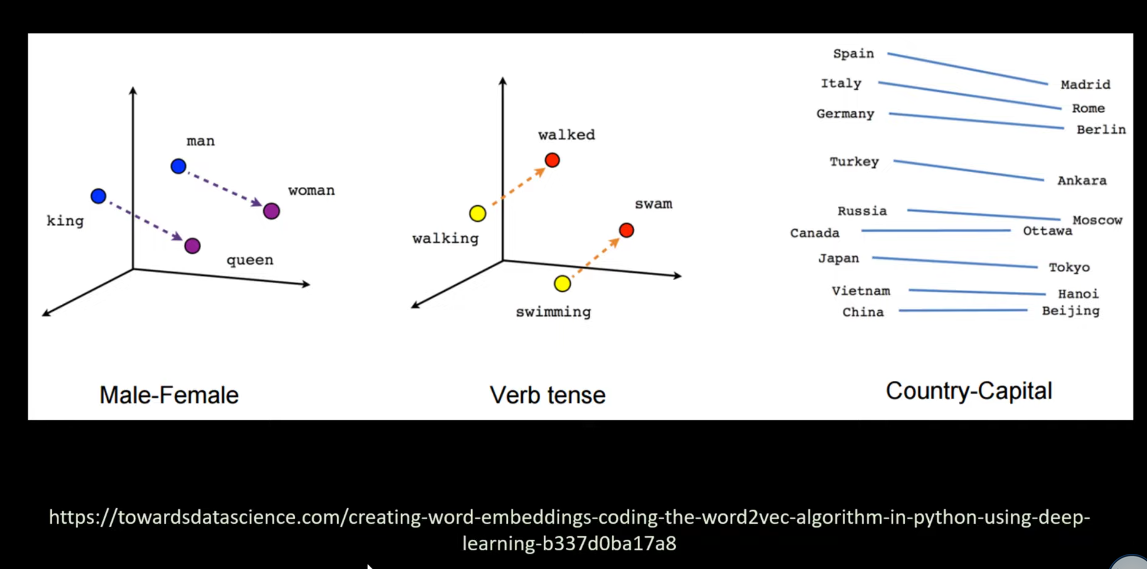 man
woman
king
queen
Male-Female
walked
swam
walking
swimming
Verb tense
Spain
Madrid
Italy
Rome
Germany
Berlin
Turkey
Ankara
Russia
Moscow
Canada
Ottawa
Japan
Tokyo
Vietnam
Hanoi
China
Beijing
Country-Capital
https://towardsdatascience.com/creating-word-embeddings-coding-the-word2vec-algorithm-in-python-using-deep-
learning-b337d0ba17a8